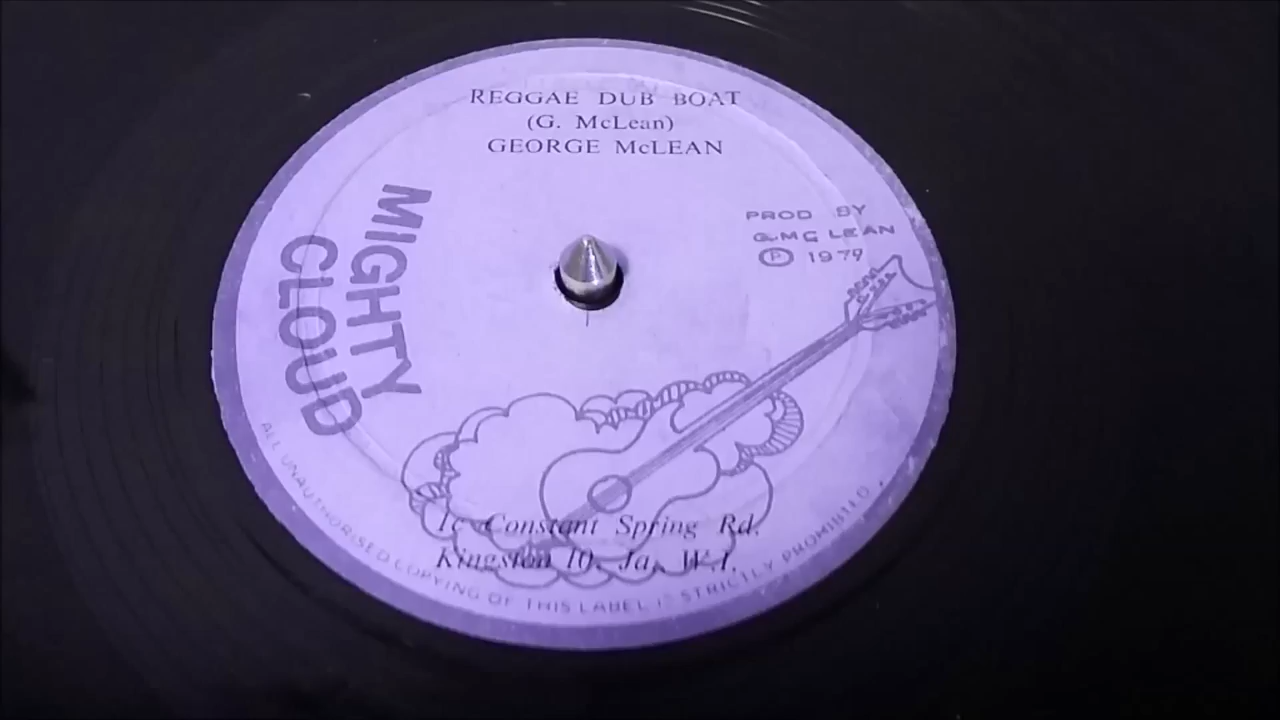 REGGAE DUB BOAT
(G. McLean)
GEORGE McLEAN
MIGHTY
CLOUD
PROD BY
G.MC LEAN
Ⓟ 1979
1c Constant Spring Rd.
Kingston 10. Ja. W.I.
ALL UNAUTHORISED COPYING OF THIS LABEL IS STRICTLY PROHIBITED.